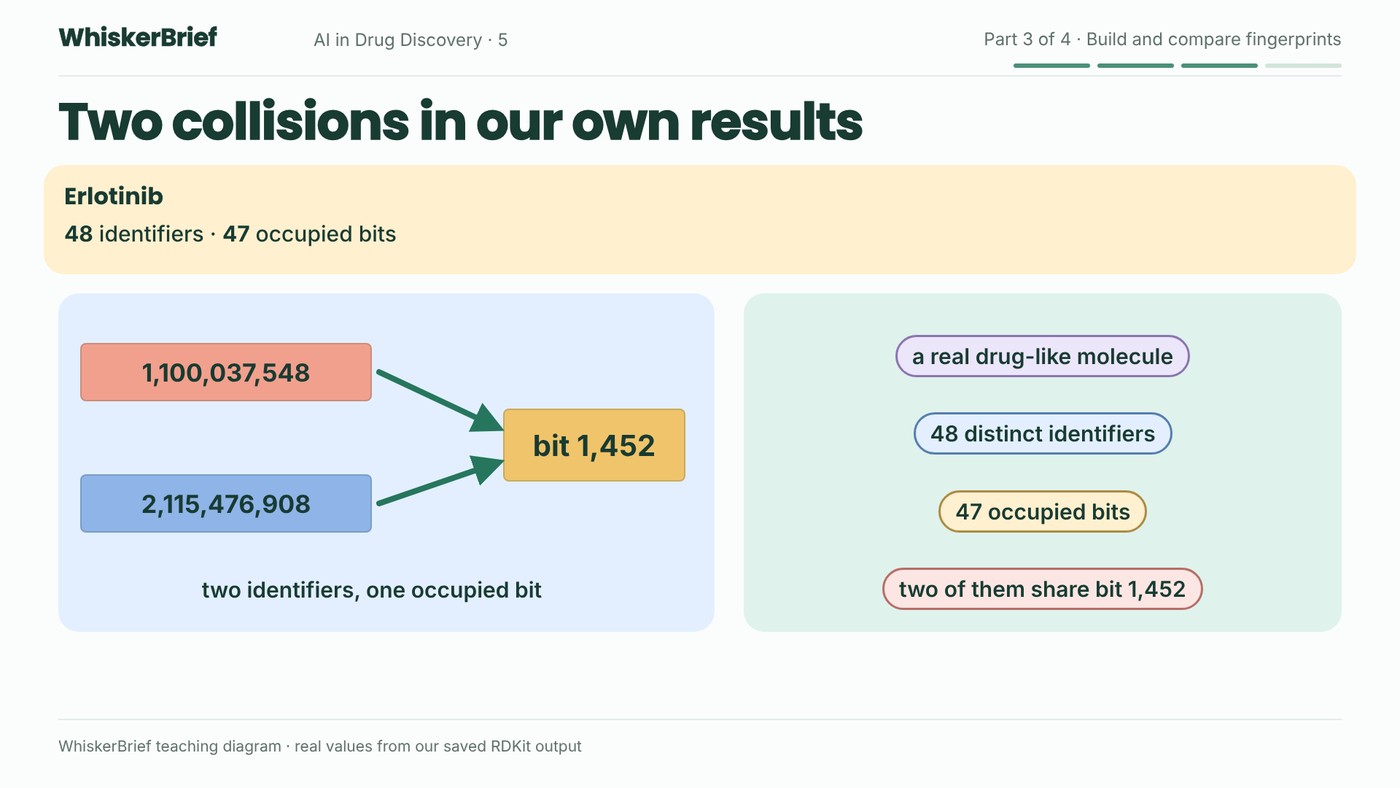 WhiskerBrief
AI in Drug Discovery · 5
Part 3 of 4 · Build and compare fingerprints
Two collisions in our own results
Erlotinib
48 identifiers · 47 occupied bits
1,100,037,548
2,115,476,908
bit 1,452
two identifiers, one occupied bit
a real drug-like molecule
48 distinct identifiers
47 occupied bits
two of them share bit 1,452
WhiskerBrief teaching diagram · real values from our saved RDKit output